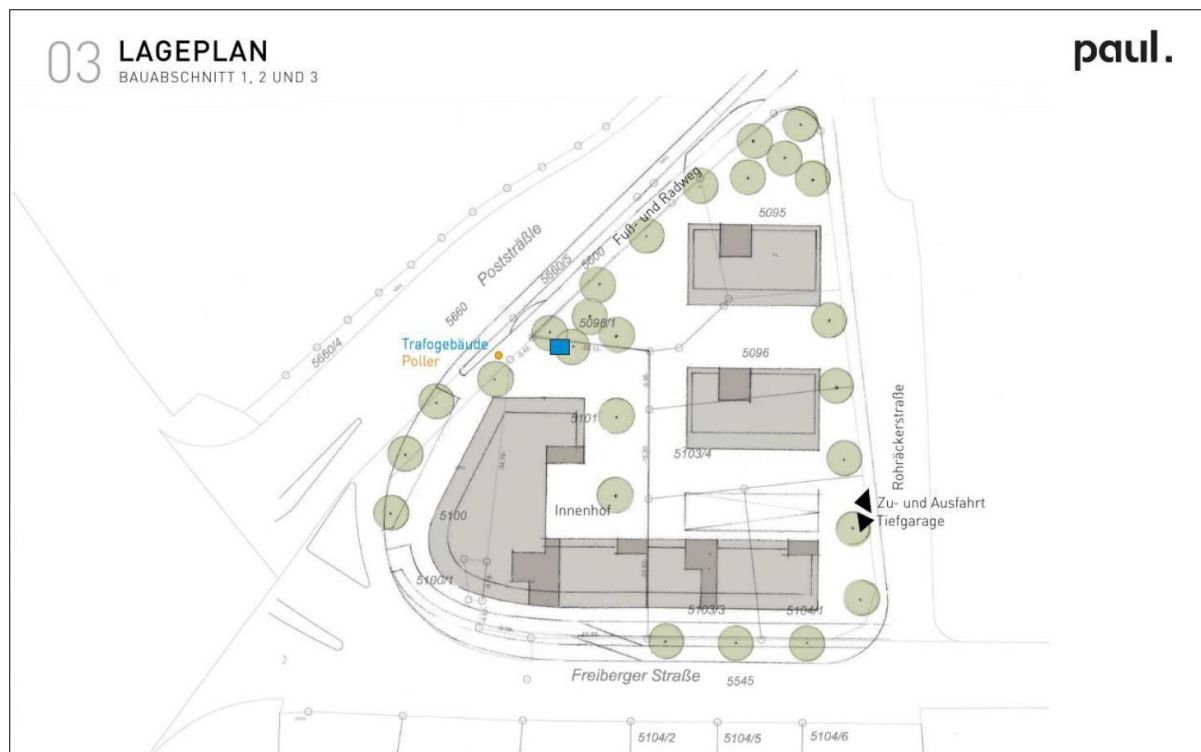 03 LAGEPLAN
BAUABSCHNITT 1, 2 UND 3
paul.
Fuß- und Radweg
5095
Poststräßle
5660/5
5600
5660
5098/1
5660/4
Trafogebäude
Poller
5096
5101
5103/4
Rohräckerstraße
Zu- und Ausfahrt
Tiefgarage
Innenhof
5100
5100/1
5103/3
5104/1
Freiberger Straße
5545
5104/2
5104/5
5104/6